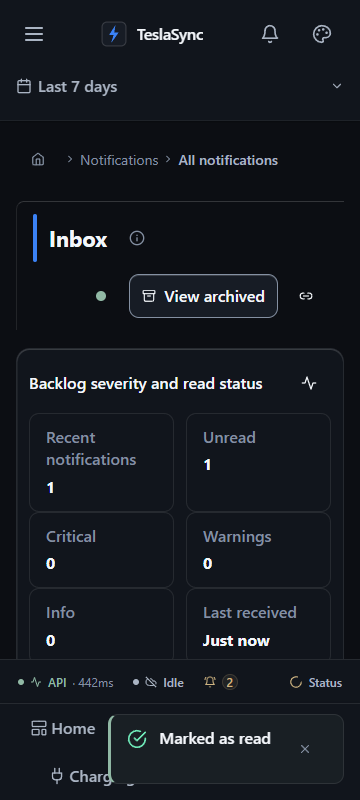 TeslaSync
Last 7 days
Notifications
All notifications
Inbox
View archived
Backlog severity and read status
Recent notifications
1
Unread
1
Critical
0
Warnings
0
Info
0
Last received
Just now
API · 442ms
Idle
2
Status
Home
Marked as read